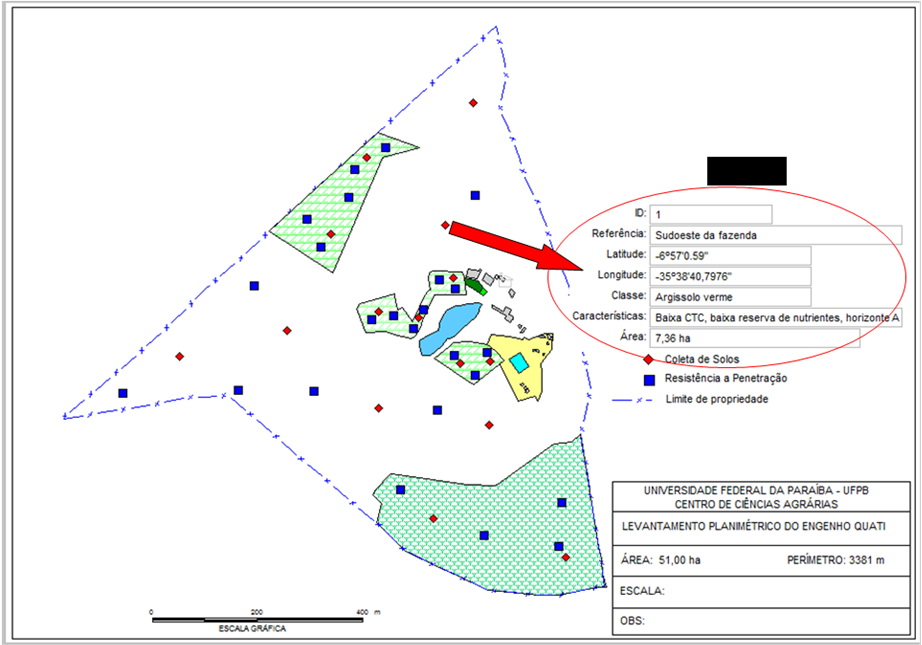 ID: 1
Referência: Sudoeste da fazenda
Latitude: -6º57'0.59"
Longitude: -35º38'40,7976"
Classe: Argissolo verme
Características: Baixa CTC, baixa reserva de nutrientes, horizonte A
Área: 7,36 ha
Coleta de Solos
Resistência a Penetração
Limite de propriedade
UNIVERSIDADE FEDERAL DA PARAÍBA - UFPB
CENTRO DE CIÊNCIAS AGRÁRIAS
LEVANTAMENTO PLANIMÉTRICO DO ENGENHO QUATI
ÁREA: 51,00 ha PERÍMETRO: 3381 m
ESCALA:
OBS:
0 200 400 m
ESCALA GRÁFICA